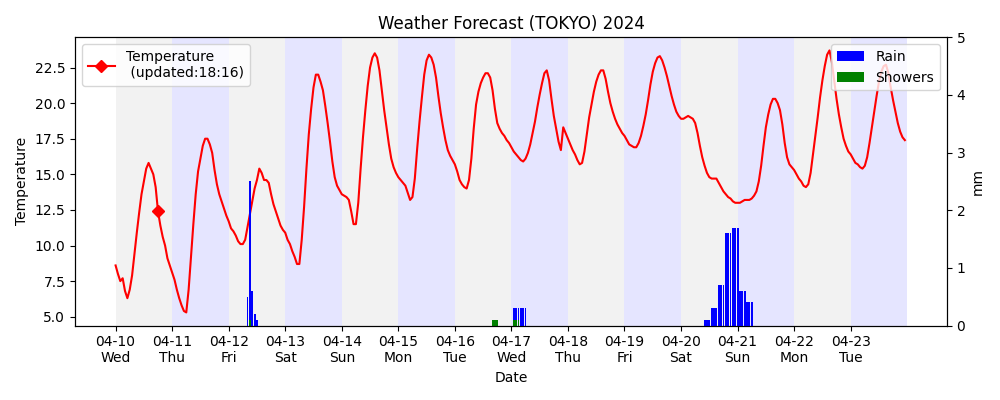 Weather Forecast (TOKYO) 2024
Temperature
(updated:18:16)
Rain
Showers
Temperature
22.5
20.0
17.5
15.0
12.5
10.0
7.5
5.0
5
4
3
2
1
0
mm
04-10 04-11 04-12 04-13 04-14 04-15 04-16 04-17 04-18 04-19 04-20 04-21 04-22 04-23
Wed Thu Fri Sat Sun Mon Tue Wed Thu Fri Sat Sun Mon Tue
Date